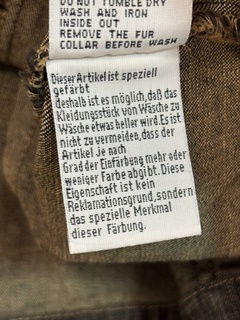 DO NOT TUMBLE DRY
WASH AND IRON
INSIDE OUT
REMOVE THE FUR
COLLAR BEFORE WASH
Dieser Artikel ist speziell
gefärbt
deshalb ist es möglich, daß das
Kleidungsstück von Wäsche zu
Wäsche etwas heller wird. Es ist
nicht zu vermeiden, dass der
Artikel je nach
Grad der Einfärbung mehr oder
weniger Farbe abgibt. Diese
Eigenschaft ist kein
Reklamationsgrund, sondern
das spezielle Merkmal
dieser Färbung.